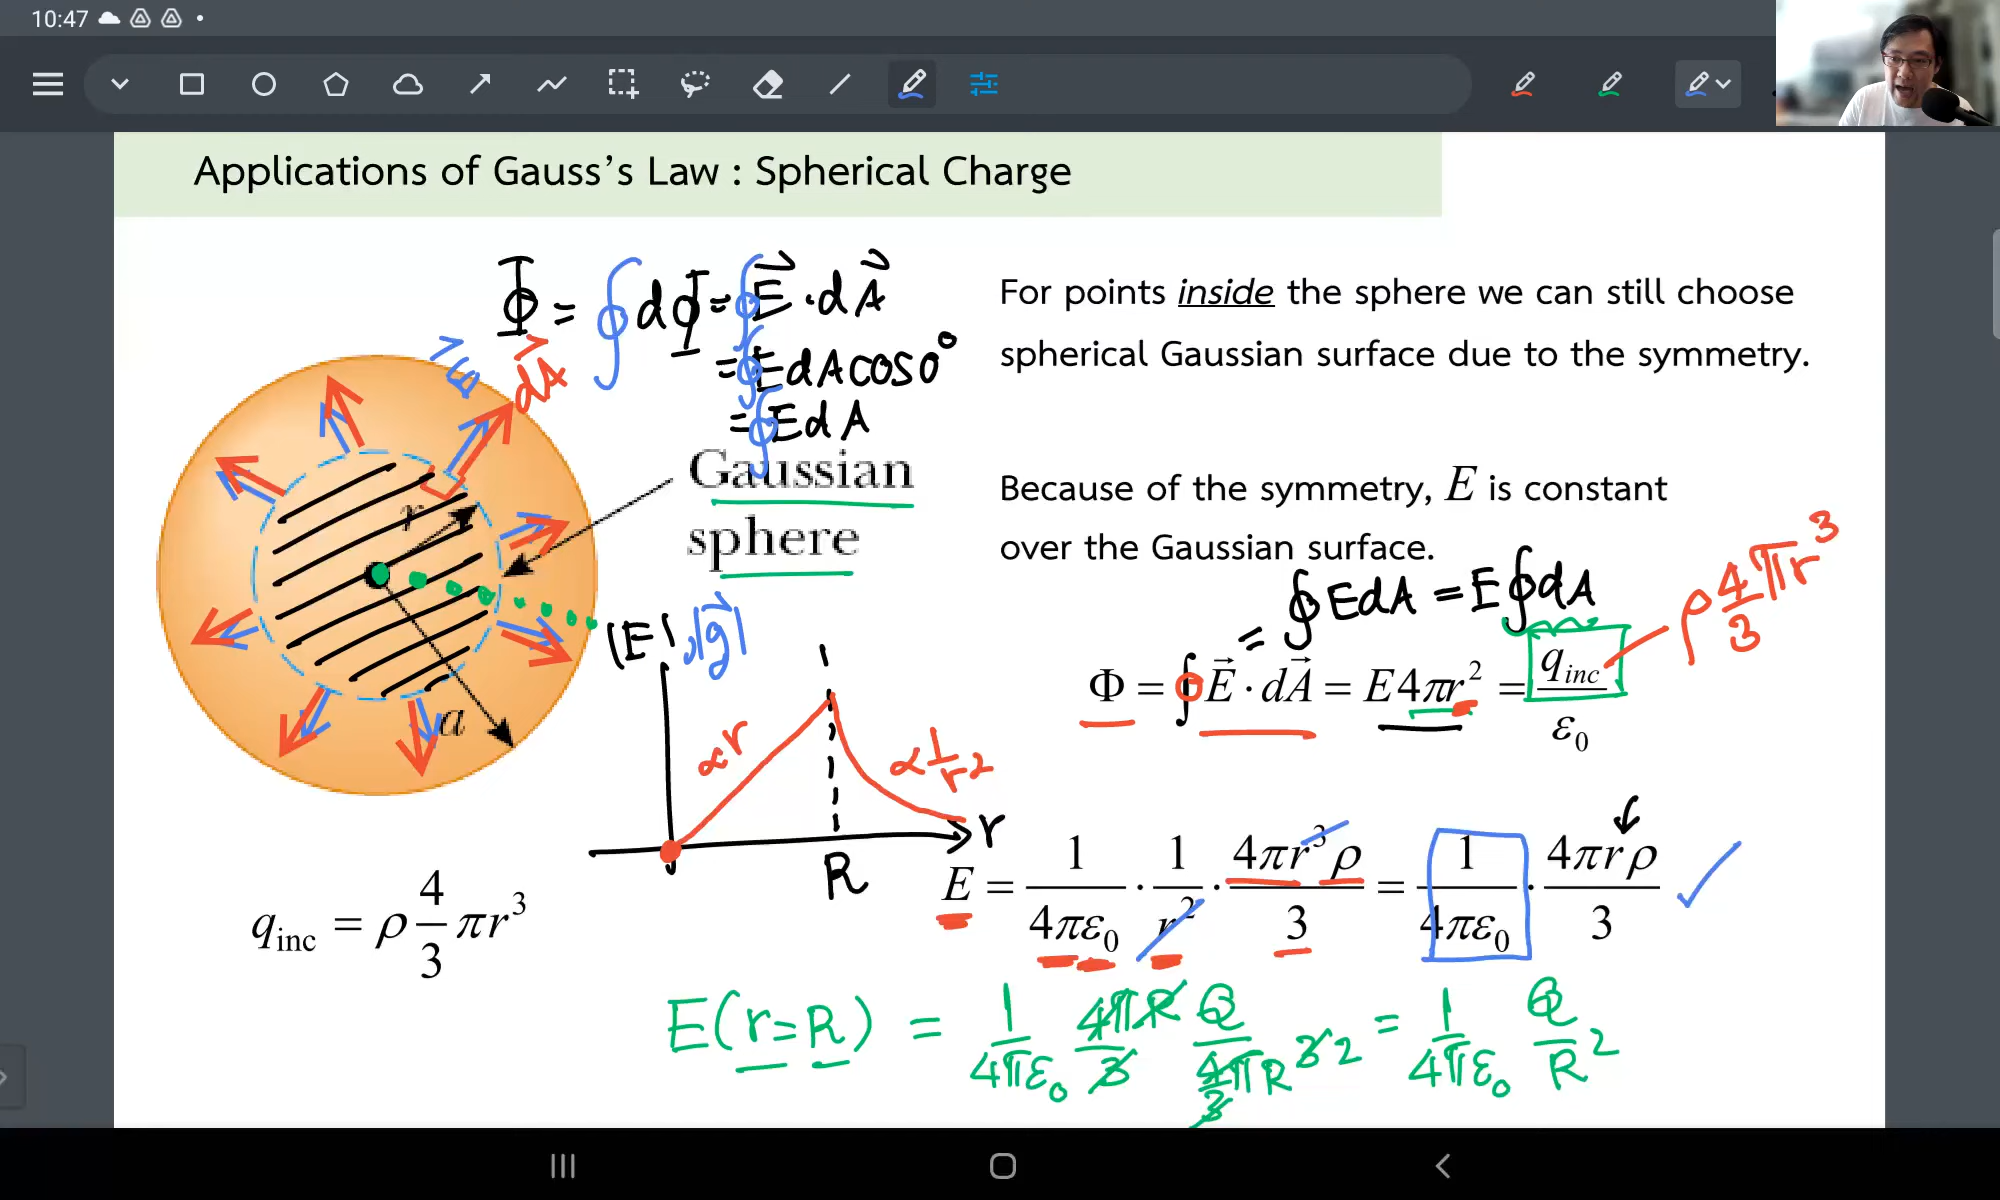 10:47
Applications of Gauss's Law : Spherical Charge
Φ = ∮ dΦ = ∮ E⃗ · dA⃗
= ∮ E dA cos 0°
= ∮ E dA
For points inside the sphere we can still choose
spherical Gaussian surface due to the symmetry.
E⃗
dA⃗
Gaussian
sphere
r
a
Because of the symmetry, E is constant
over the Gaussian surface.
= ∮ E dA = E ∮ dA
ρ 4/3 π r³
Φ = ∮ E⃗ · dA⃗ = E4πr² = q_inc / ε₀
|E⃗|, |g⃗|
∝ r
∝ 1/r²
r
R
E = 1/4πε₀ · 1/r² · 4πr³ρ/3 = 1/4πε₀ · 4πrρ/3 ✓
q_inc = ρ 4/3 πr³
E(r=R) = 1/4πε₀ 4πR/3 Q/(4/3 πR³ 2) = 1/4πε₀ Q/R²